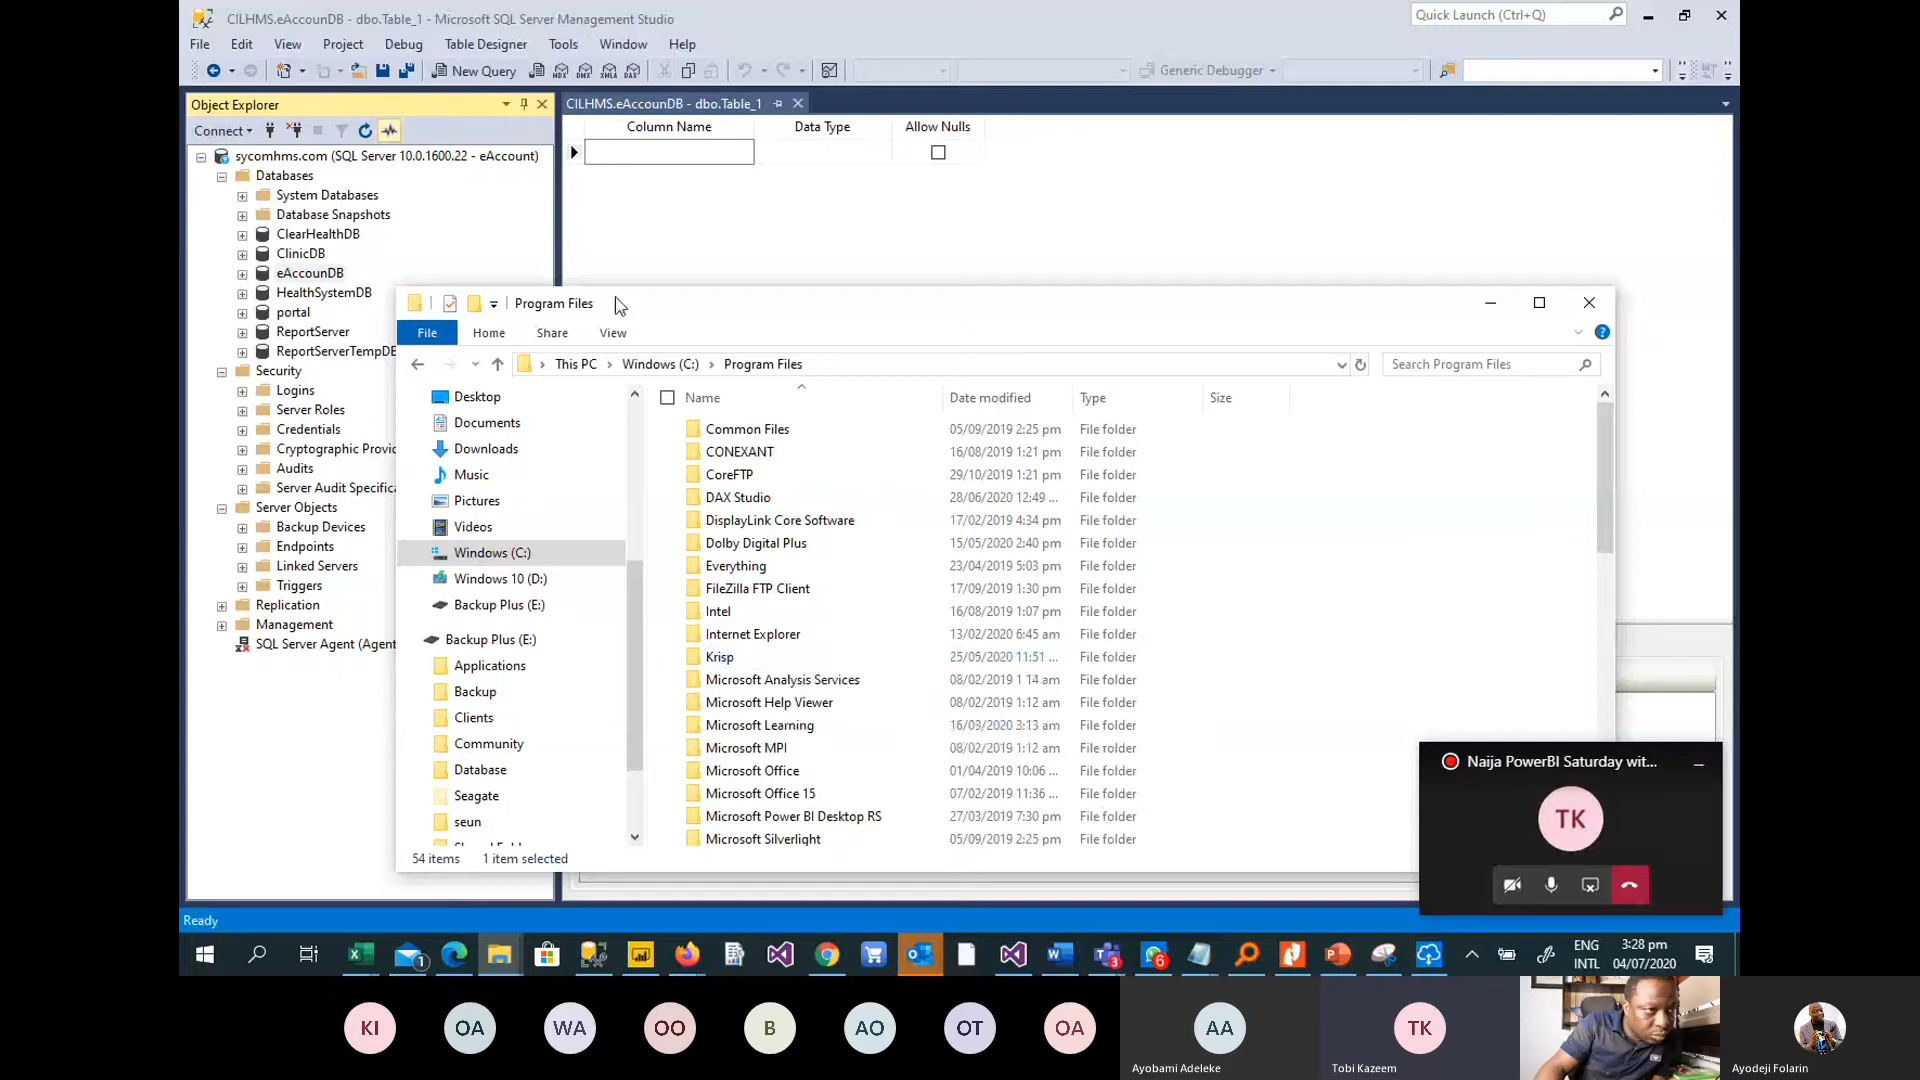 CILHMS.eAccounDB - dbo.Table_1 - Microsoft SQL Server Management Studio
Quick Launch (Ctrl+Q)
File Edit View Project Debug Table Designer Tools Window Help
New Query
MDX DMX XMLA DAX
Generic Debugger
Object Explorer
CILHMS.eAccounDB - dbo.Table_1
Connect
Column Name Data Type Allow Nulls
sycomhms.com (SQL Server 10.0.1600.22 - eAccount)
Databases
System Databases
Database Snapshots
ClearHealthDB
ClinicDB
eAccounDB
HealthSystemDB
portal
ReportServer
ReportServerTempDB
Security
Logins
Server Roles
Credentials
Cryptographic Provic
Audits
Server Audit Specifica
Server Objects
Backup Devices
Endpoints
Linked Servers
Triggers
Replication
Management
SQL Server Agent (Agent
Program Files
File Home Share View
This PC Windows (C:) Program Files
Search Program Files
Desktop
Documents
Downloads
Music
Pictures
Videos
Windows (C:)
Windows 10 (D:)
Backup Plus (E:)
Backup Plus (E:)
Applications
Backup
Clients
Community
Database
Seagate
seun
Name Date modified Type Size
Common Files 05/09/2019 2:25 pm File folder
CONEXANT 16/08/2019 1:21 pm File folder
CoreFTP 29/10/2019 1:21 pm File folder
DAX Studio 28/06/2020 12:49 ... File folder
DisplayLink Core Software 17/02/2019 4:34 pm File folder
Dolby Digital Plus 15/05/2020 2:40 pm File folder
Everything 23/04/2019 5:03 pm File folder
FileZilla FTP Client 17/09/2019 1:30 pm File folder
Intel 16/08/2019 1:07 pm File folder
Internet Explorer 13/02/2020 6:45 am File folder
Krisp 25/05/2020 11:51 ... File folder
Microsoft Analysis Services 08/02/2019 1:14 am File folder
Microsoft Help Viewer 08/02/2019 1:12 am File folder
Microsoft Learning 16/03/2020 3:13 am File folder
Microsoft MPI 08/02/2019 1:12 am File folder
Microsoft Office 01/04/2019 10:06 ... File folder
Microsoft Office 15 07/02/2019 11:36 ... File folder
Microsoft Power BI Desktop RS 27/03/2019 7:30 pm File folder
Microsoft Silverlight 05/09/2019 2:25 pm File folder
54 items 1 item selected
Naija PowerBI Saturday wit...
TK
Ready
1
3
6
ENG
INTL
3:28 pm
04/07/2020
KI OA WA OO B AO OT OA AA TK
Ayobami Adeleke Tobi Kazeem Ayodeji Folarin